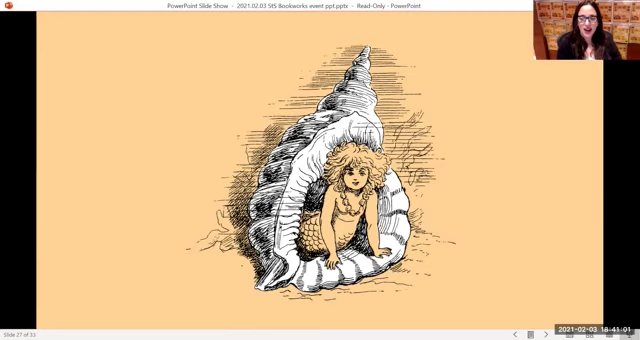 PowerPoint Slide Show - 2021.02.03 StS Bookworks event ppt.pptx - Read-Only - PowerPoint
2021-02-03 18:41:01
Slide 27 of 33